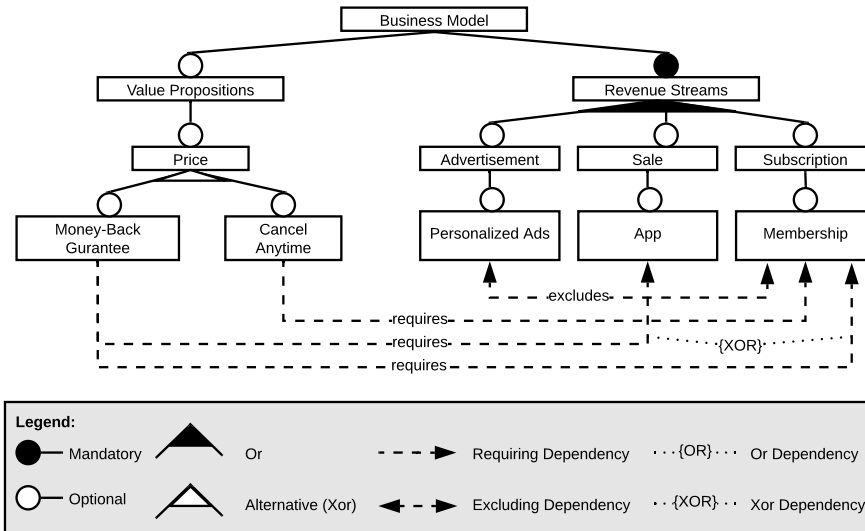 Business Model
Value Propositions
Revenue Streams
Price
Advertisement
Sale
Subscription
Money-Back
Gurantee
Cancel
Anytime
Personalized Ads
App
Membership
excludes
requires
requires
{XOR}
requires
Legend:
Mandatory
Or
Requiring Dependency
{OR}
Or Dependency
Optional
Alternative (Xor)
Excluding Dependency
{XOR}
Xor Dependency